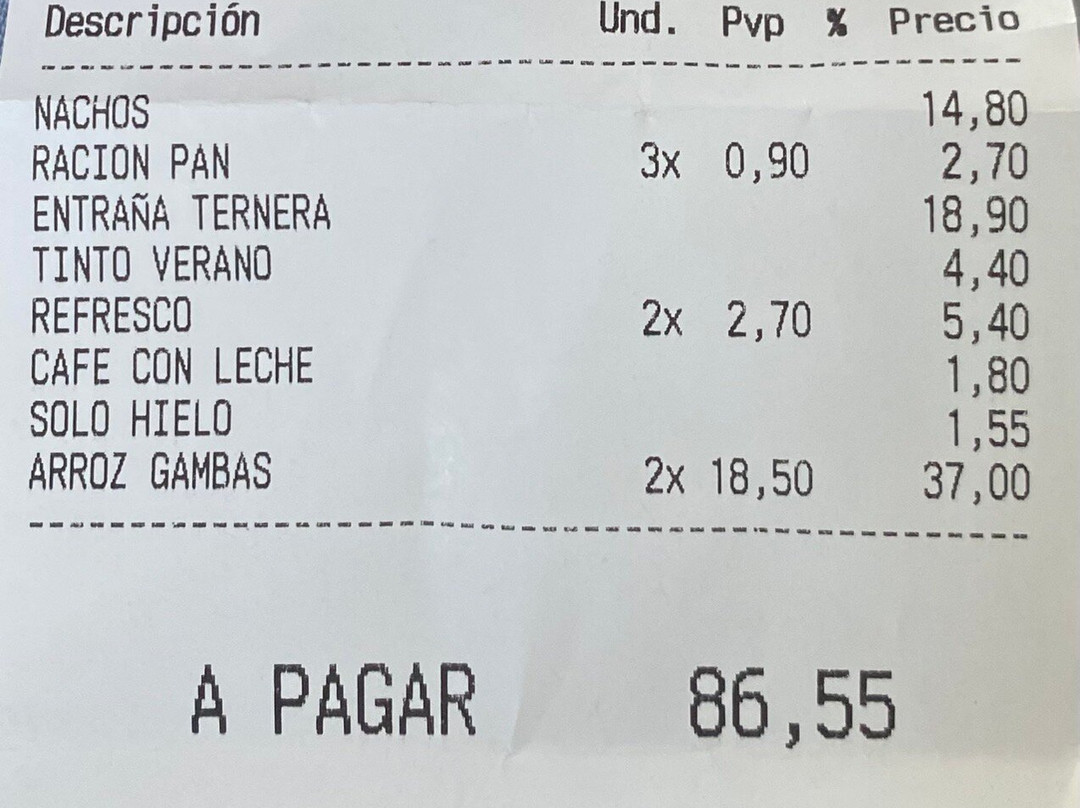 Descripción Und. Pvp % Precio
NACHOS 14,80
RACION PAN 3x 0,90 2,70
ENTRAÑA TERNERA 18,90
TINTO VERANO 4,40
REFRESCO 2x 2,70 5,40
CAFE CON LECHE 1,80
SOLO HIELO 1,55
ARROZ GAMBAS 2x 18,50 37,00
A PAGAR 86,55